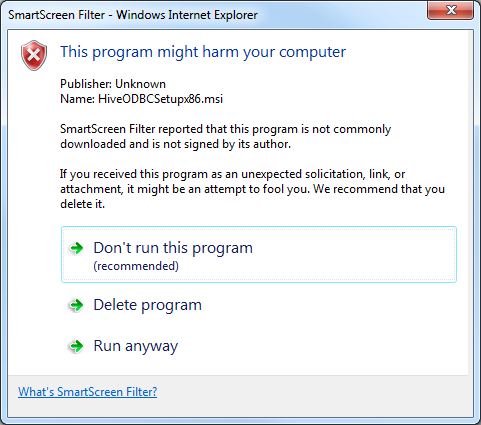 SmartScreen Filter - Windows Internet Explorer
This program might harm your computer
Publisher: Unknown
Name: HiveODBCSetupx86.msi
SmartScreen Filter reported that this program is not commonly
downloaded and is not signed by its author.
If you received this program as an unexpected solicitation, link, or
attachment, it might be an attempt to fool you. We recommend that you
delete it.
Don't run this program
(recommended)
Delete program
Run anyway
What's SmartScreen Filter?